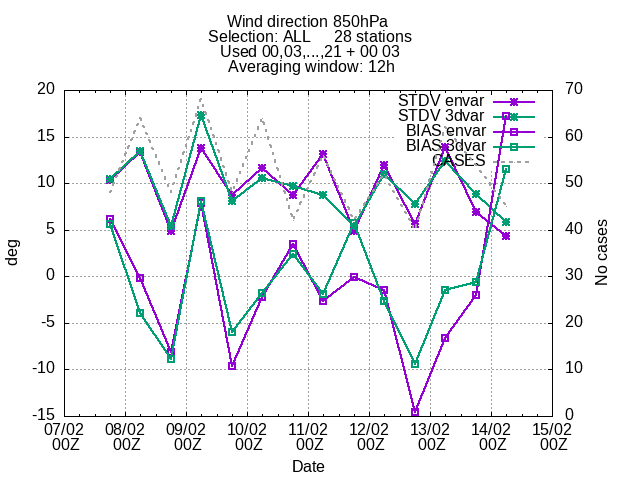 Wind direction 850hPa
Selection: ALL 28 stations
Used 00,03,...,21 + 00 03
Averaging window: 12h
STDV envar
STDV 3dvar
BIAS envar
BIAS 3dvar
CASES
20
15
10
5
0
-5
-10
-15
deg
70
60
50
40
30
20
10
0
No cases
07/02 08/02 09/02 10/02 11/02 12/02 13/02 14/02 15/02
00Z 00Z 00Z 00Z 00Z 00Z 00Z 00Z 00Z
Date